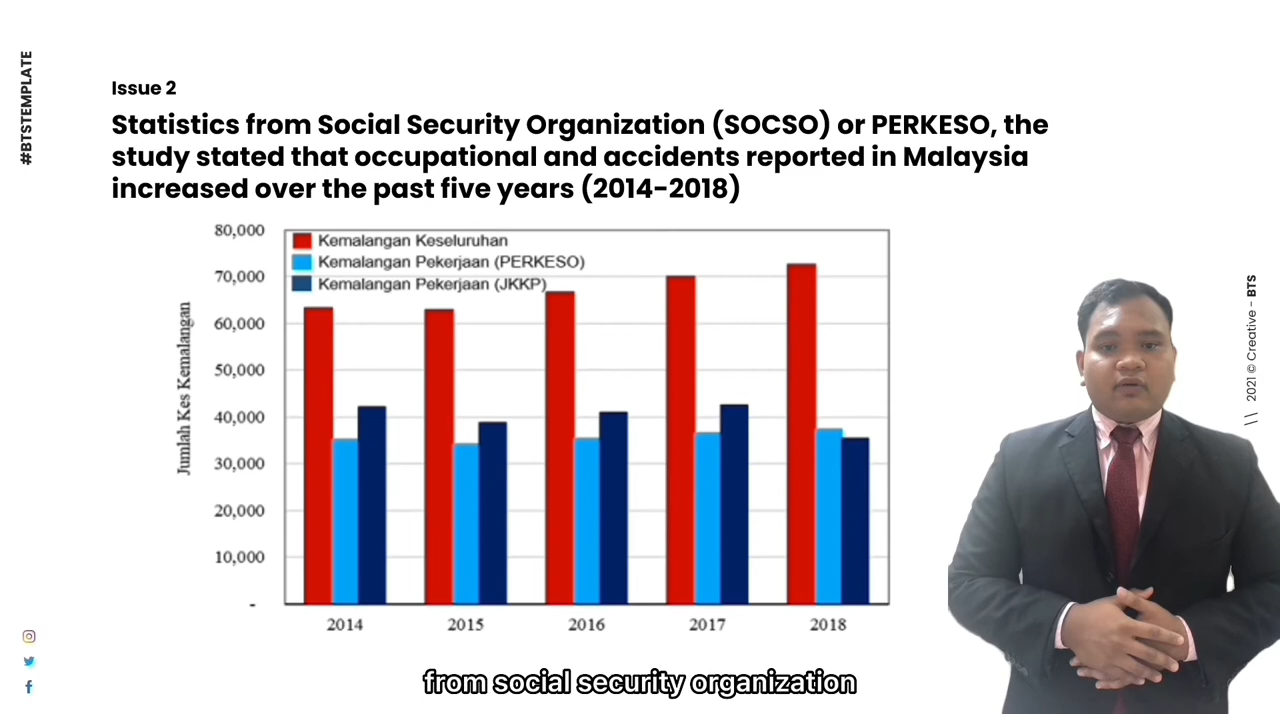 #BTSTEMPLATE
Issue 2
Statistics from Social Security Organization (SOCSO) or PERKESO, the
study stated that occupational and accidents reported in Malaysia
increased over the past five years (2014-2018)
80,000
70,000
60,000
50,000
40,000
30,000
20,000
10,000
-
Jumlah Kes Kemalangan
Kemalangan Keseluruhan
Kemalangan Pekerjaan (PERKESO)
Kemalangan Pekerjaan (JKKP)
2014 2015 2016 2017 2018
\\ 2021 © Creative - BTS
from social security organization